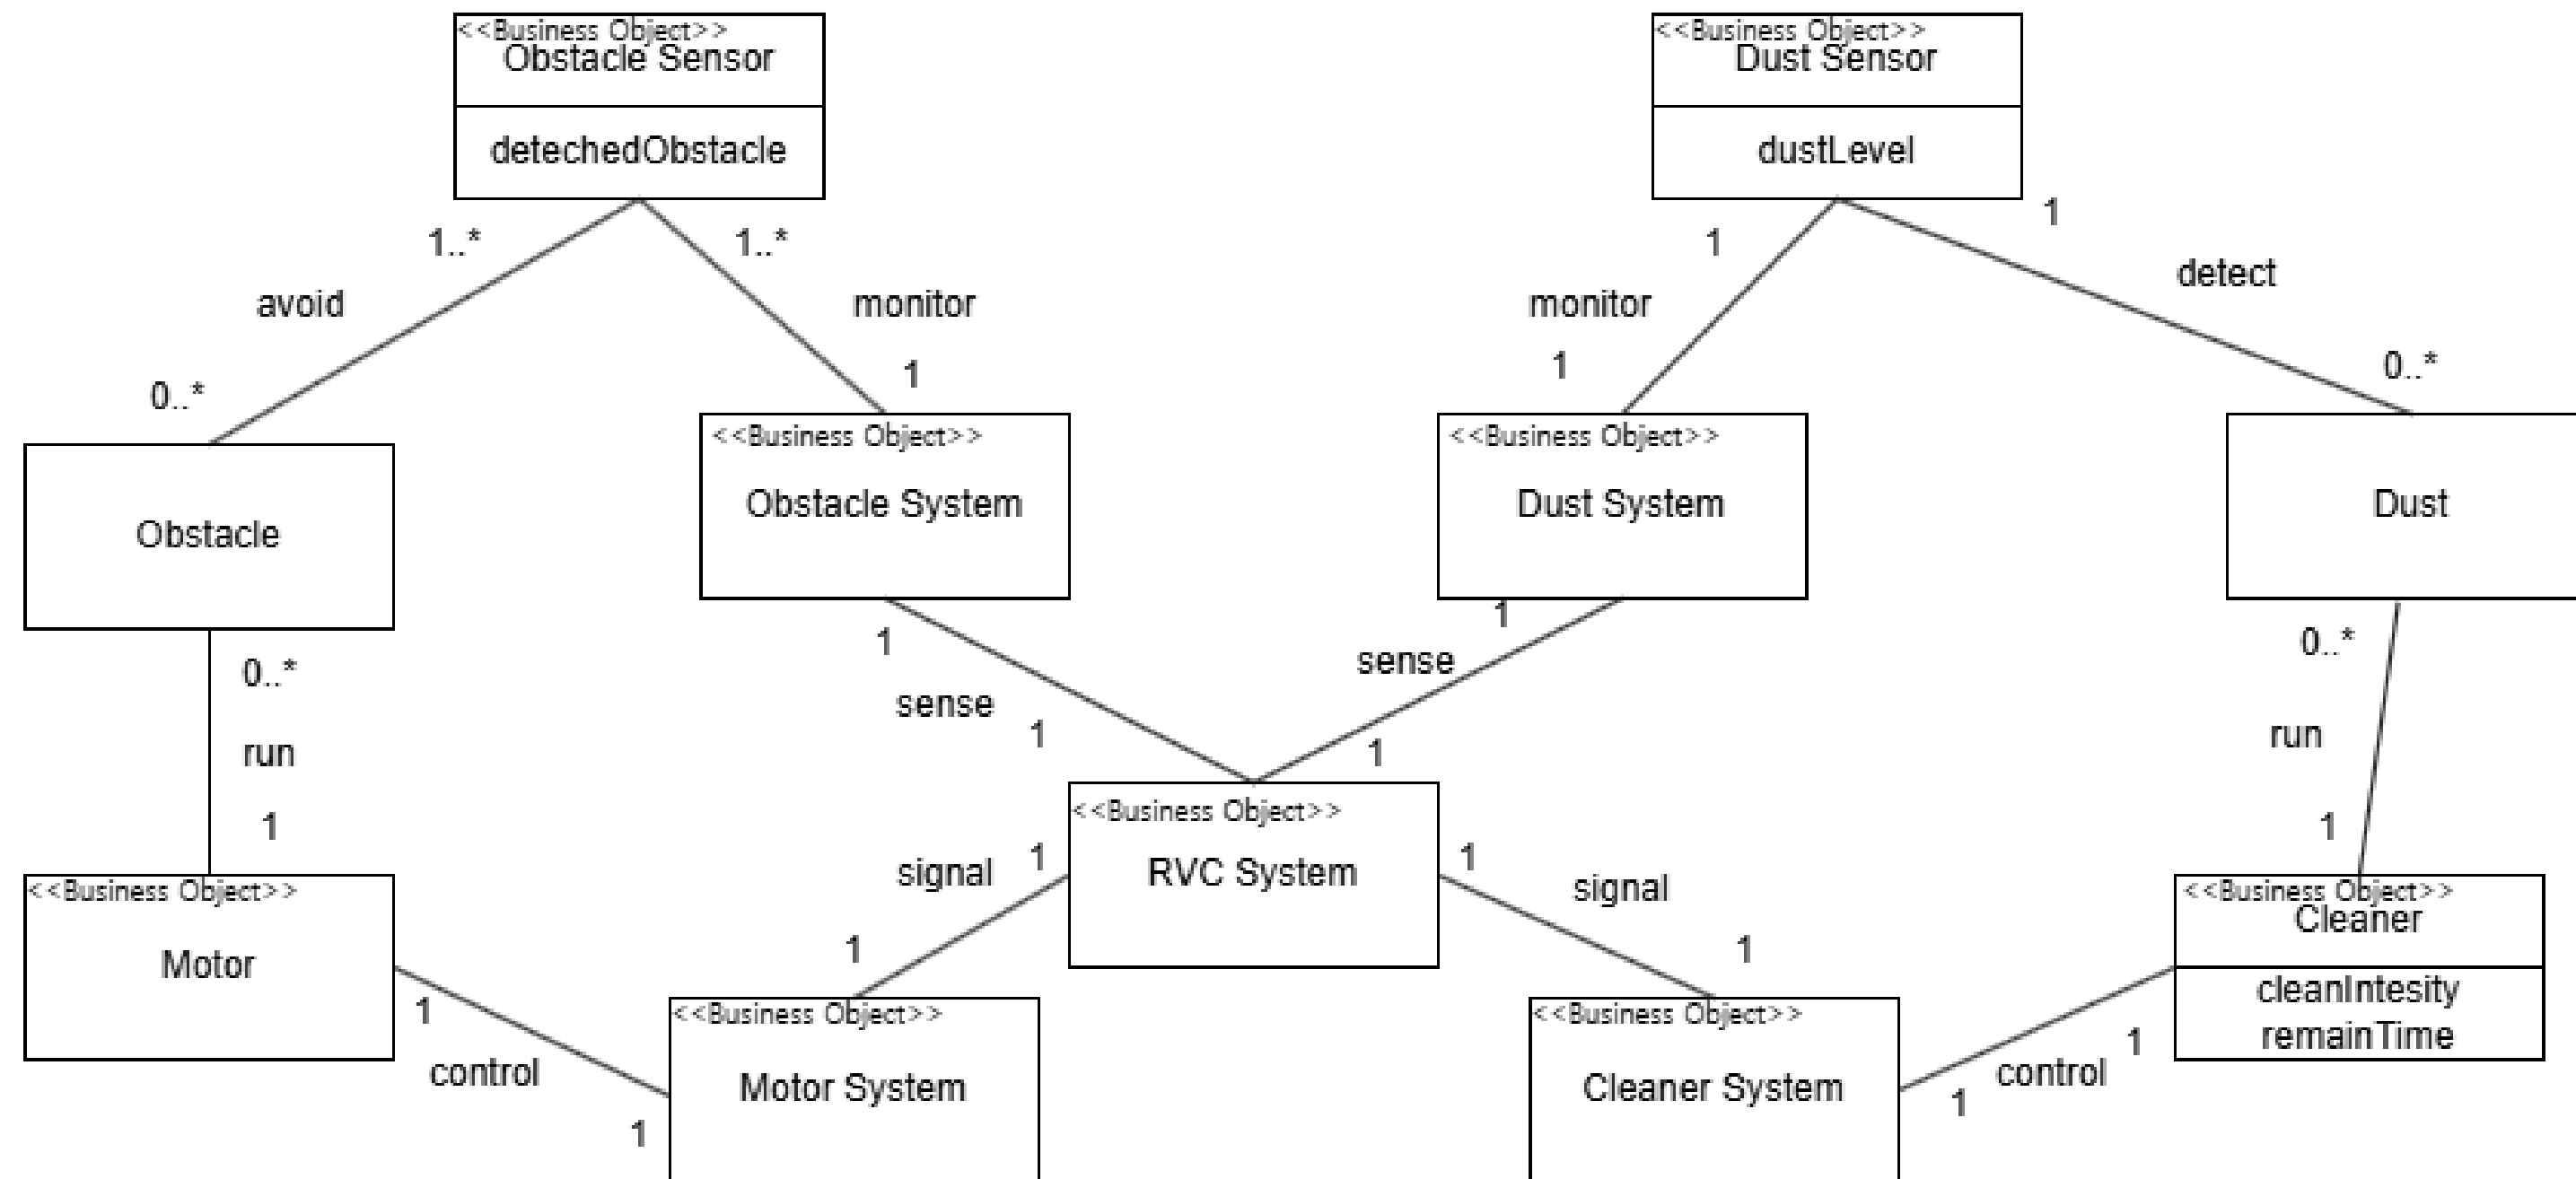 <<Business Object>>
Obstacle Sensor
detechedObstacle
<<Business Object>>
Dust Sensor
dustLevel
1..*
1..*
1
1
avoid
monitor
monitor
detect
0..*
1
1
0..*
Obstacle
<<Business Object>>
Obstacle System
<<Business Object>>
Dust System
Dust
0..*
run
1
1
sense
1
1
sense
1
0..*
run
1
<<Business Object>>
Motor
signal
1
1
<<Business Object>>
RVC System
1
signal
1
<<Business Object>>
Cleaner
cleanIntesity
remainTime
1
control
1
<<Business Object>>
Motor System
<<Business Object>>
Cleaner System
1
control
1